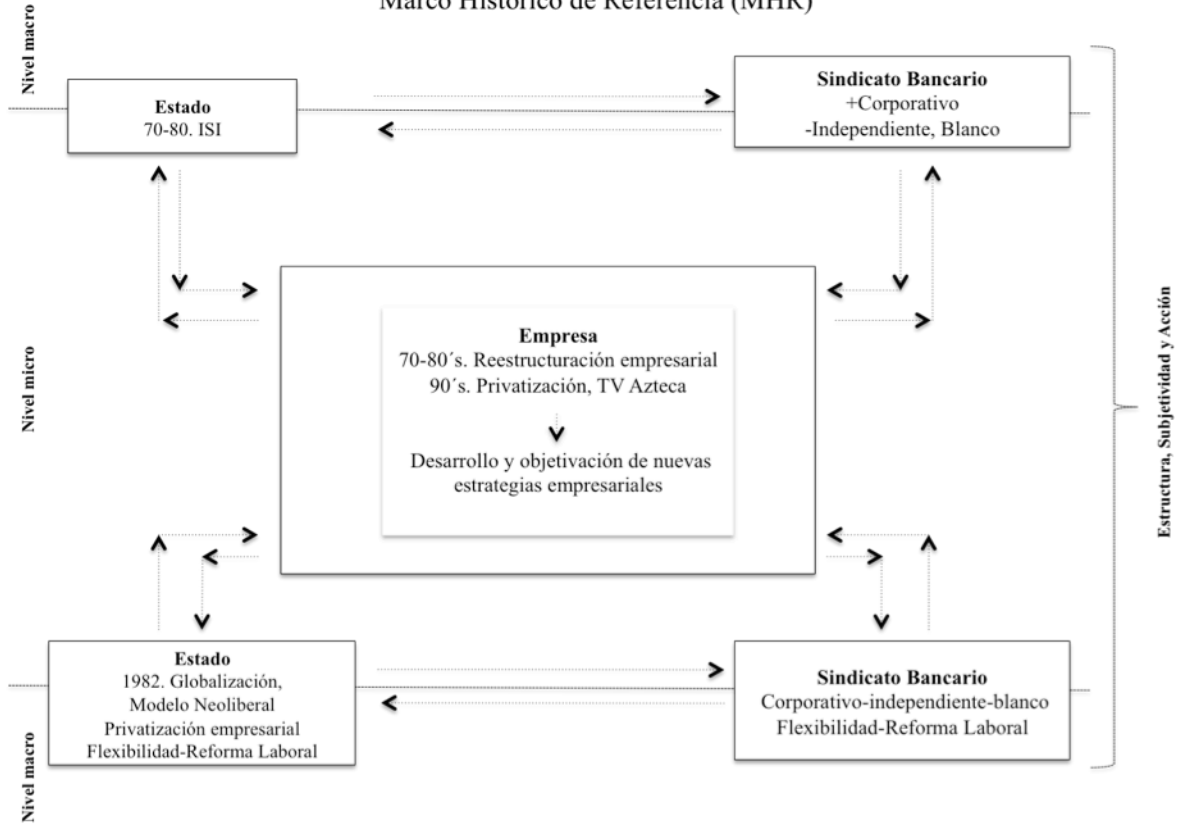 Marco Histórico de Referencia (MHR)
Nivel macro
Estado
70-80. ISI
Sindicato Bancario
+Corporativo
-Independiente, Blanco
Nivel micro
Empresa
70-80´s. Reestructuración empresarial
90´s. Privatización, TV Azteca
Desarrollo y objetivación de nuevas
estrategias empresariales
Estructura, Subjetividad y Acción
Nivel macro
Estado
1982. Globalización,
Modelo Neoliberal
Privatización empresarial
Flexibilidad-Reforma Laboral
Sindicato Bancario
Corporativo-independiente-blanco
Flexibilidad-Reforma Laboral